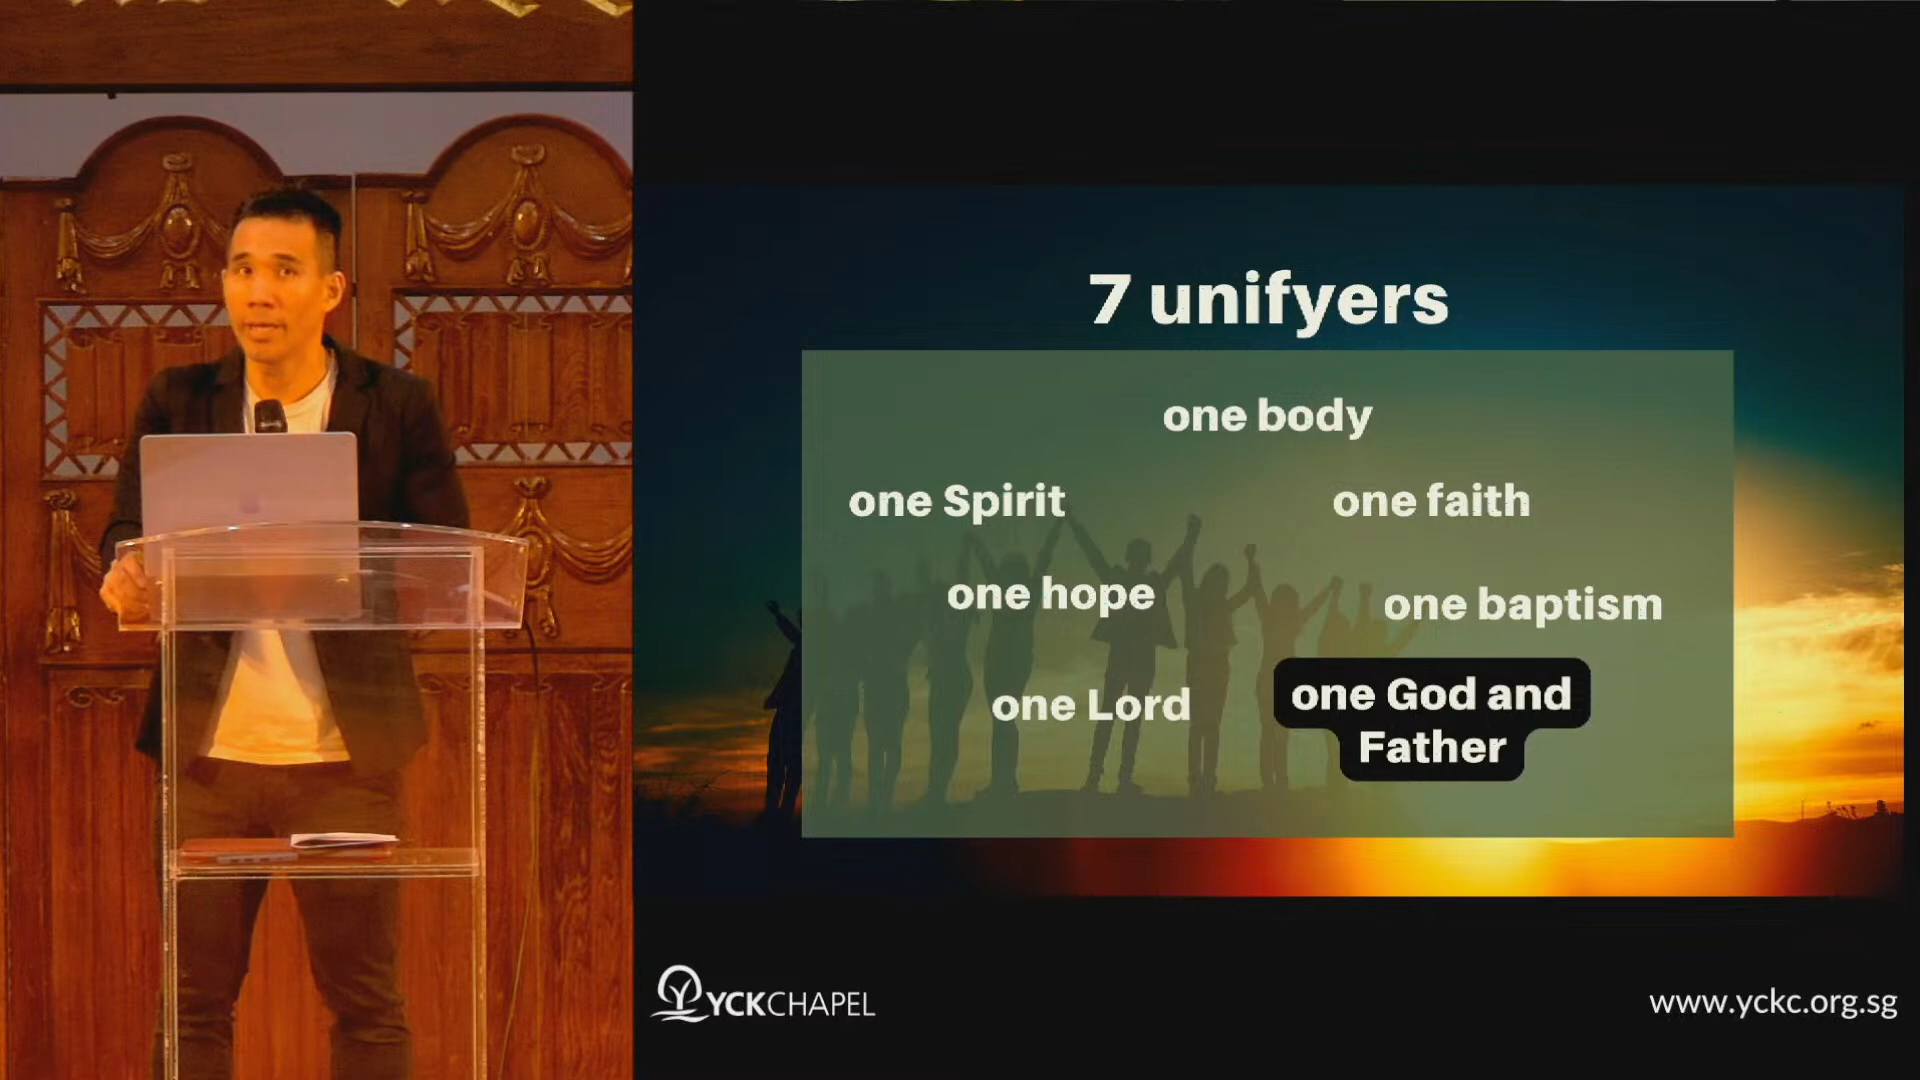 7 unifyers
one body
one Spirit
one faith
one hope
one baptism
one Lord
one God and
Father
YCKCHAPEL
www.yckc.org.sg